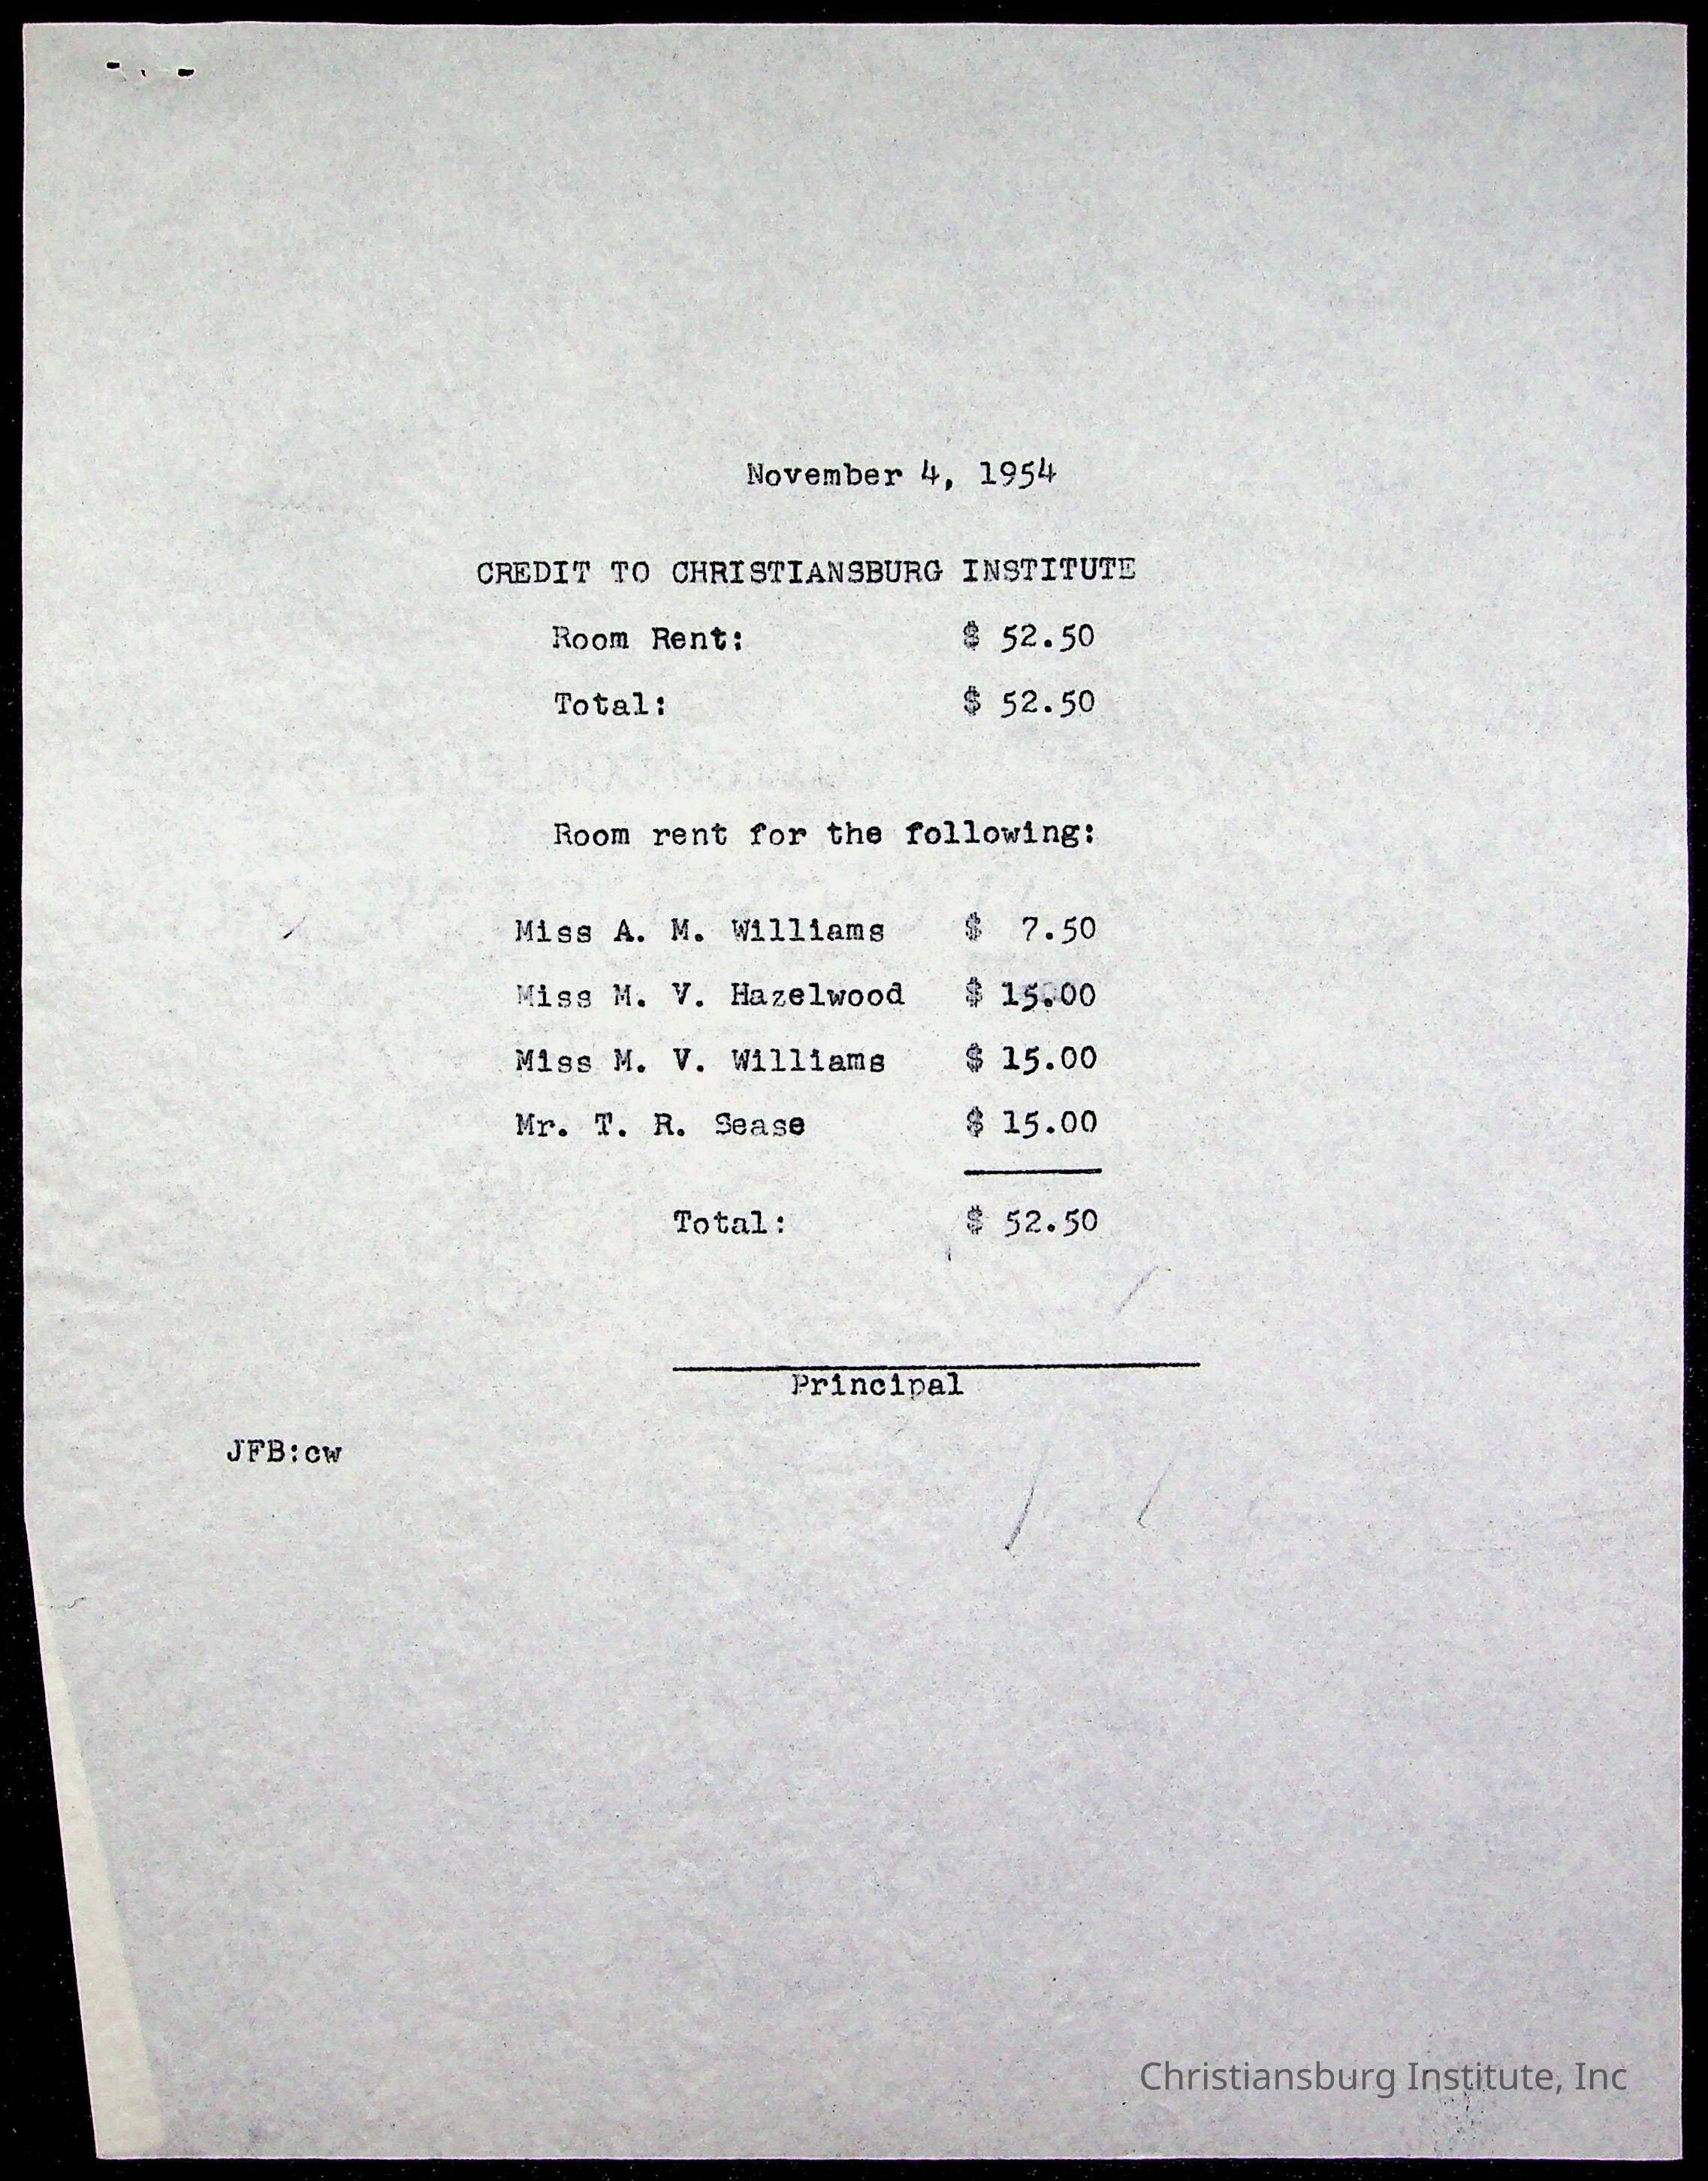 November 4, 1954
CREDIT TO CHRISTIANSBURG INSTITUTE
Room Rent: $ 52.50
Total: $ 52.50
Room rent for the following:
Miss A. M. Williams $ 7.50
Miss M. V. Hazelwood $ 15.00
Miss M. V. Williams $ 15.00
Mr. T. R. Sease $ 15.00
Total: $ 52.50
Principal
JFB:cw
Christiansburg Institute, Inc